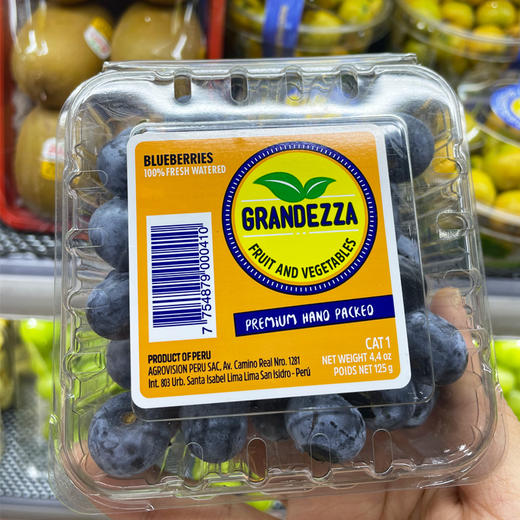 BLUEBERRIES
100% FRESH WATERED
GRANDEZZA
FRUIT AND VEGETABLES
7 754879 000410
PREMIUM HAND PACKED
CAT 1
NET WEIGHT 4,4 oz
POIDS NET 125 g
PRODUCT OF PERU
AGROVISION PERU SAC, Av. Camino Real Nro. 1281
Int. 803 Urb. Santa Isabel Lima Lima San Isidro - Perú